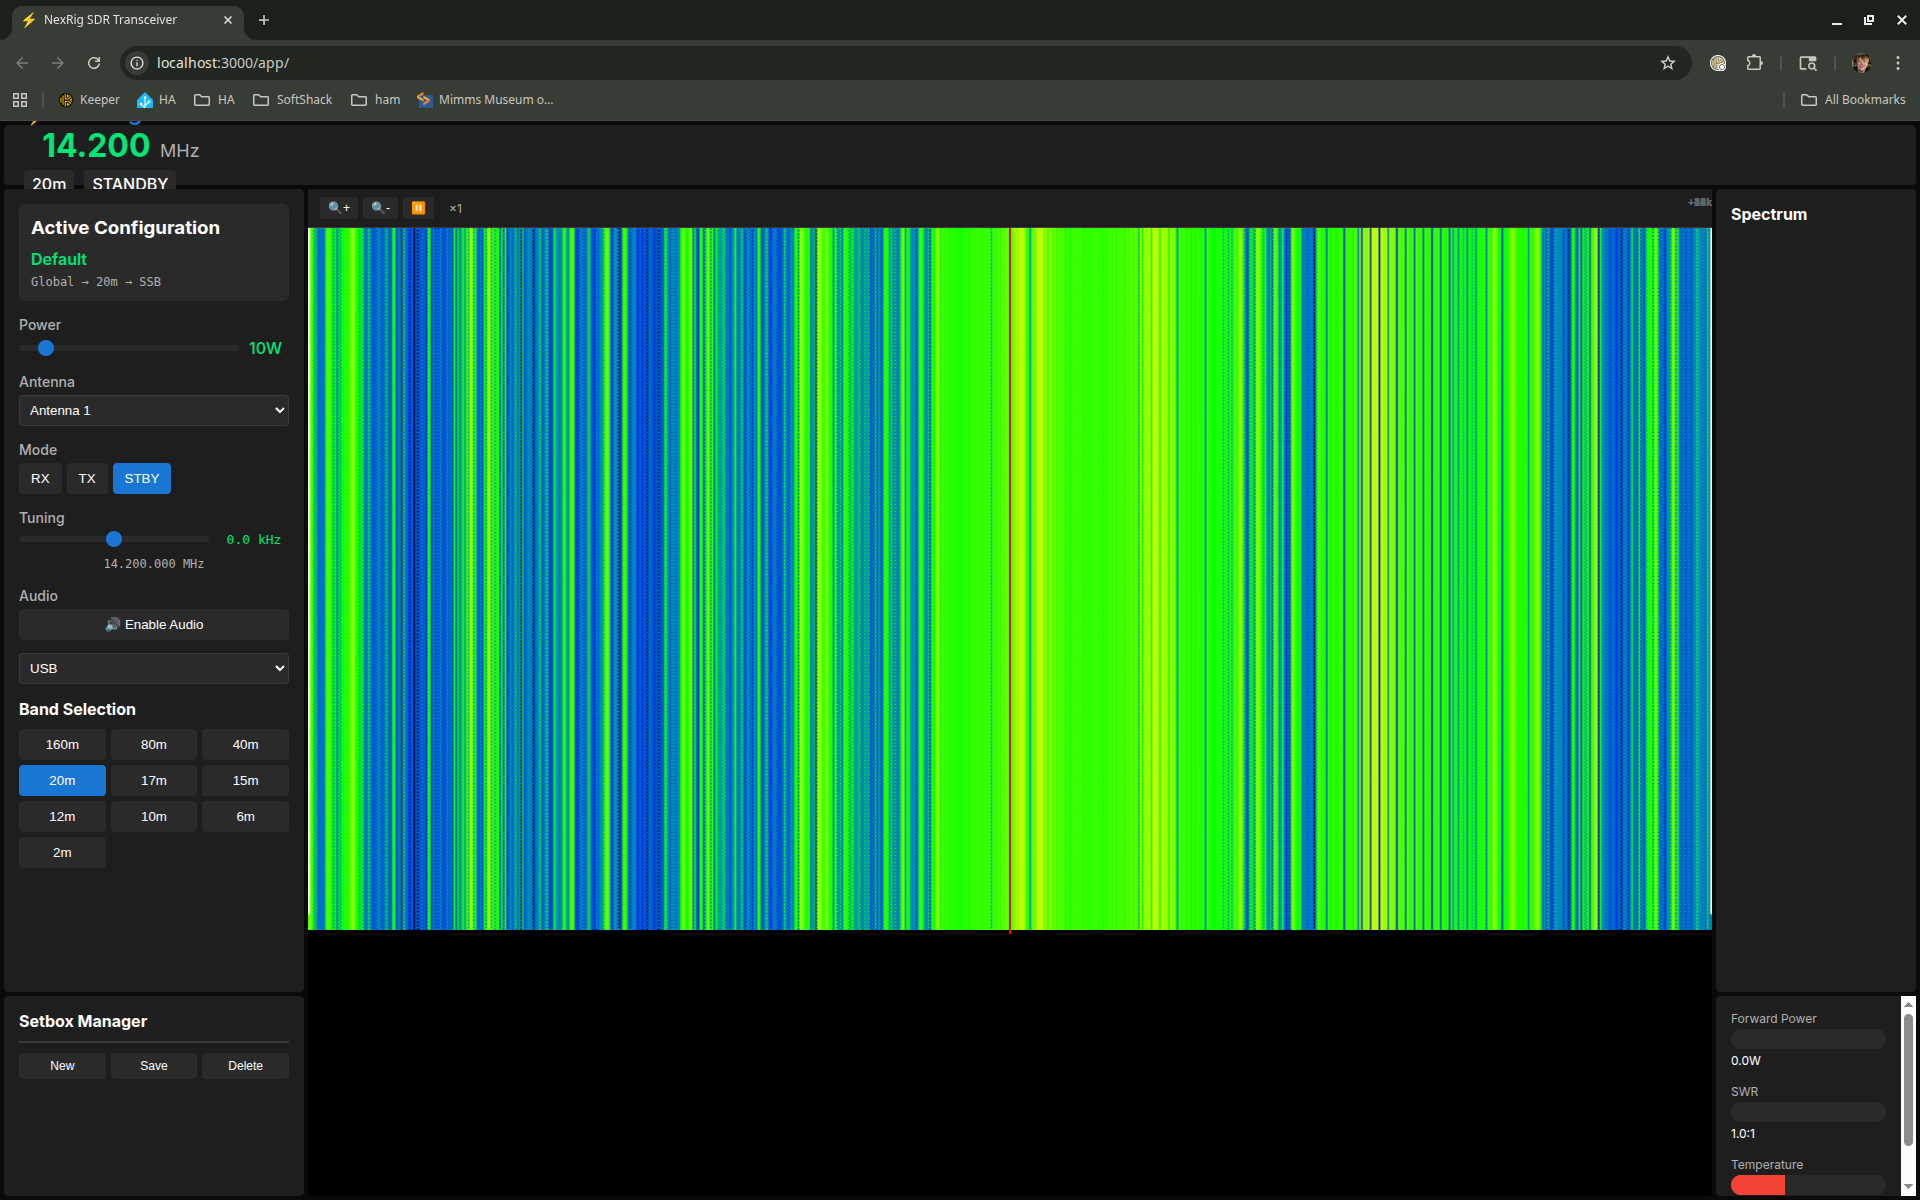 NexRig SDR Transceiver
localhost:3000/app/
Keeper
HA
HA
SoftShack
ham
Mimms Museum o...
All Bookmarks
14.200 MHz
20m STANDBY
Active Configuration
Default
Global → 20m → SSB
Power
10W
Antenna
Antenna 1
Mode
RX TX STBY
Tuning
0.0 kHz
14.200.000 MHz
Audio
🔊 Enable Audio
USB
Band Selection
160m 80m 40m
20m 17m 15m
12m 10m 6m
2m
Setbox Manager
New Save Delete
🔍+ 🔍- ⏸ ×1
Spectrum
Forward Power
0.0W
SWR
1.0:1
Temperature